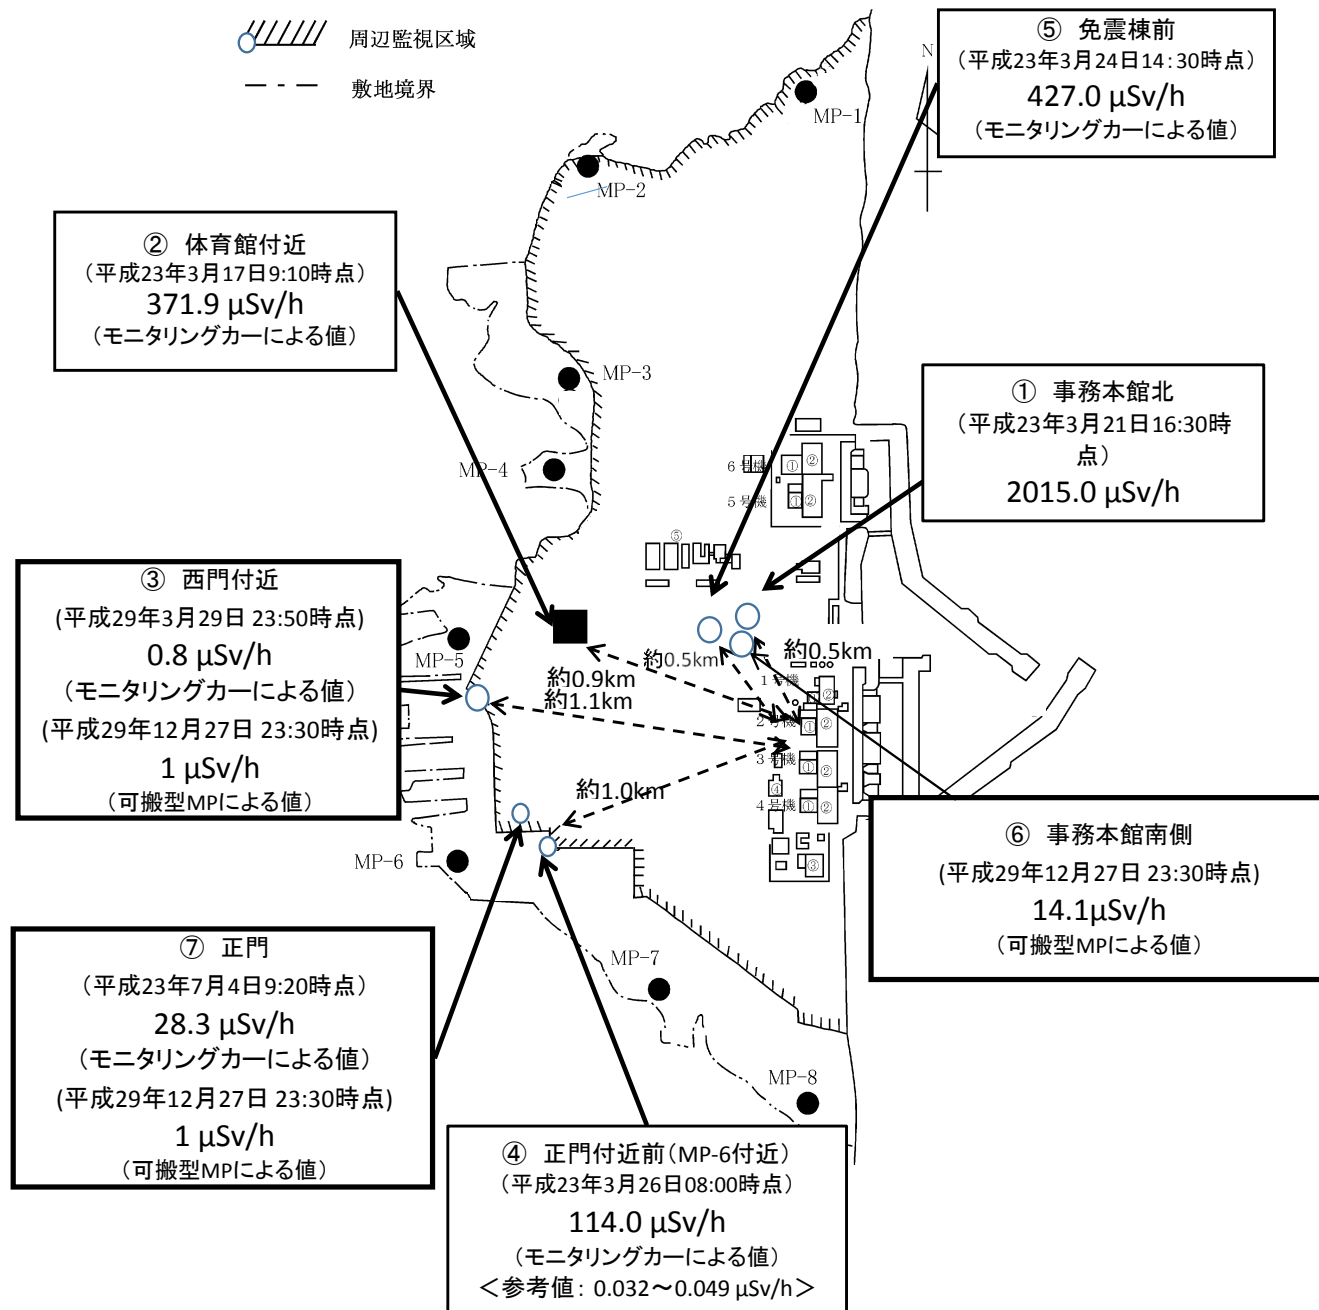 周辺監視区域
敷地境界
N
⑤ 免震棟前
(平成23年3月24日14:30時点)
427.0 μSv/h
(モニタリングカーによる値)
MP-1
MP-2
② 体育館付近
(平成23年3月17日9:10時点)
371.9 μSv/h
(モニタリングカーによる値)
MP-3
① 事務本館北
(平成23年3月21日16:30時
点)
2015.0 μSv/h
MP-4
6号機
①
②
5号機
①
②
⑤
③ 西門付近
(平成29年3月29日 23:50時点)
0.8 μSv/h
(モニタリングカーによる値)
(平成29年12月27日 23:30時点)
1 μSv/h
(可搬型MPによる値)
MP-5
約0.5km
約0.5km
約0.9km
約1.1km
1号機
②
2号機
①
②
3号機
①
②
④
4号機
①
②
③
約1.0km
MP-6
⑥ 事務本館南側
(平成29年12月27日 23:30時点)
14.1μSv/h
(可搬型MPによる値)
⑦ 正門
(平成23年7月4日9:20時点)
28.3 μSv/h
(モニタリングカーによる値)
(平成29年12月27日 23:30時点)
1 μSv/h
(可搬型MPによる値)
MP-7
MP-8
④ 正門付近前(MP-6付近)
(平成23年3月26日08:00時点)
114.0 μSv/h
(モニタリングカーによる値)
<参考値: 0.032~0.049 μSv/h>